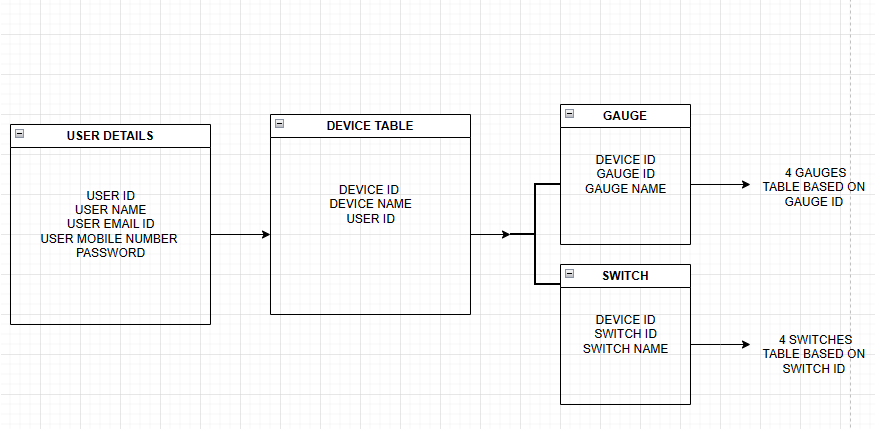 USER DETAILS
USER ID
USER NAME
USER EMAIL ID
USER MOBILE NUMBER
PASSWORD
DEVICE TABLE
DEVICE ID
DEVICE NAME
USER ID
GAUGE
DEVICE ID
GAUGE ID
GAUGE NAME
4 GAUGES
TABLE BASED ON
GAUGE ID
SWITCH
DEVICE ID
SWITCH ID
SWITCH NAME
4 SWITCHES
TABLE BASED ON
SWITCH ID